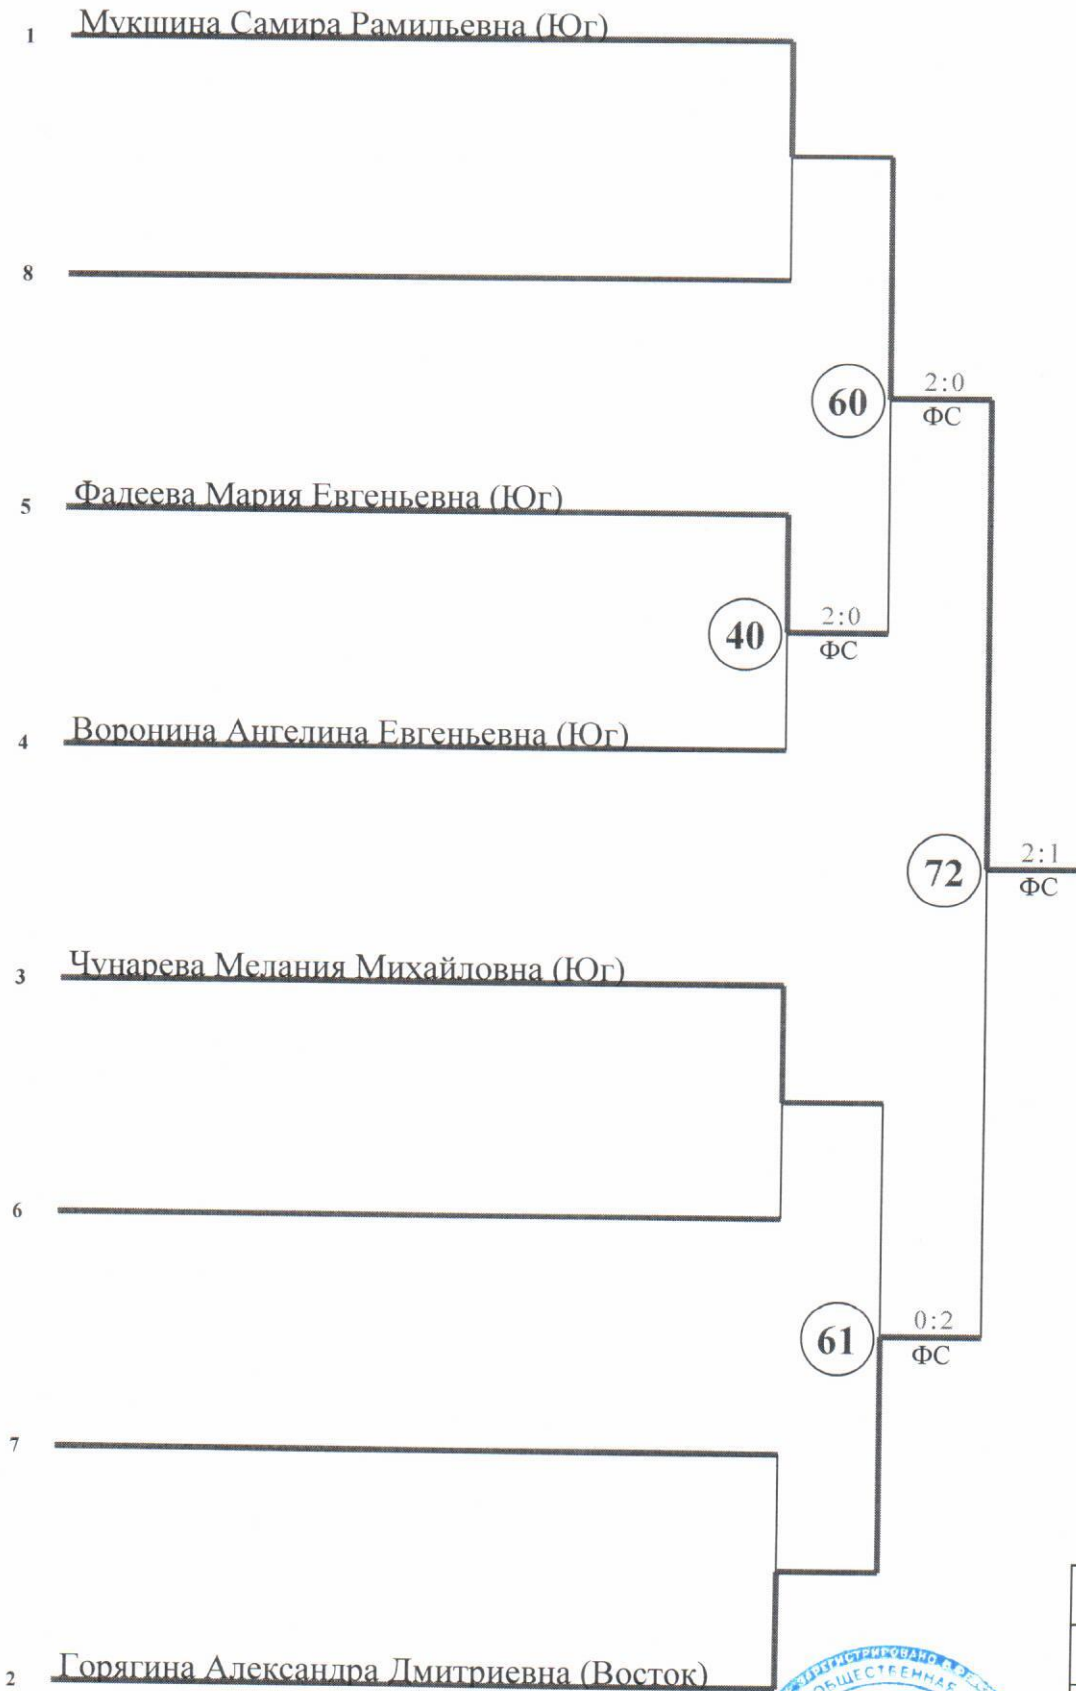 1 Мукшина Самира Рамильевна (Юг)
8
60 2:0
ФС
5 Фадеева Мария Евгеньевна (Юг)
40 2:0
ФС
4 Воронина Ангелина Евгеньевна (Юг)
72 2:1
ФС
3 Чунарева Мелания Михайловна (Юг)
6
61 0:2
ФС
7
2 Горягина Александра Дмитриевна (Восток)
ЗАРЕГИСТРИРОВАНО
ОБЩЕСТВЕННАЯ